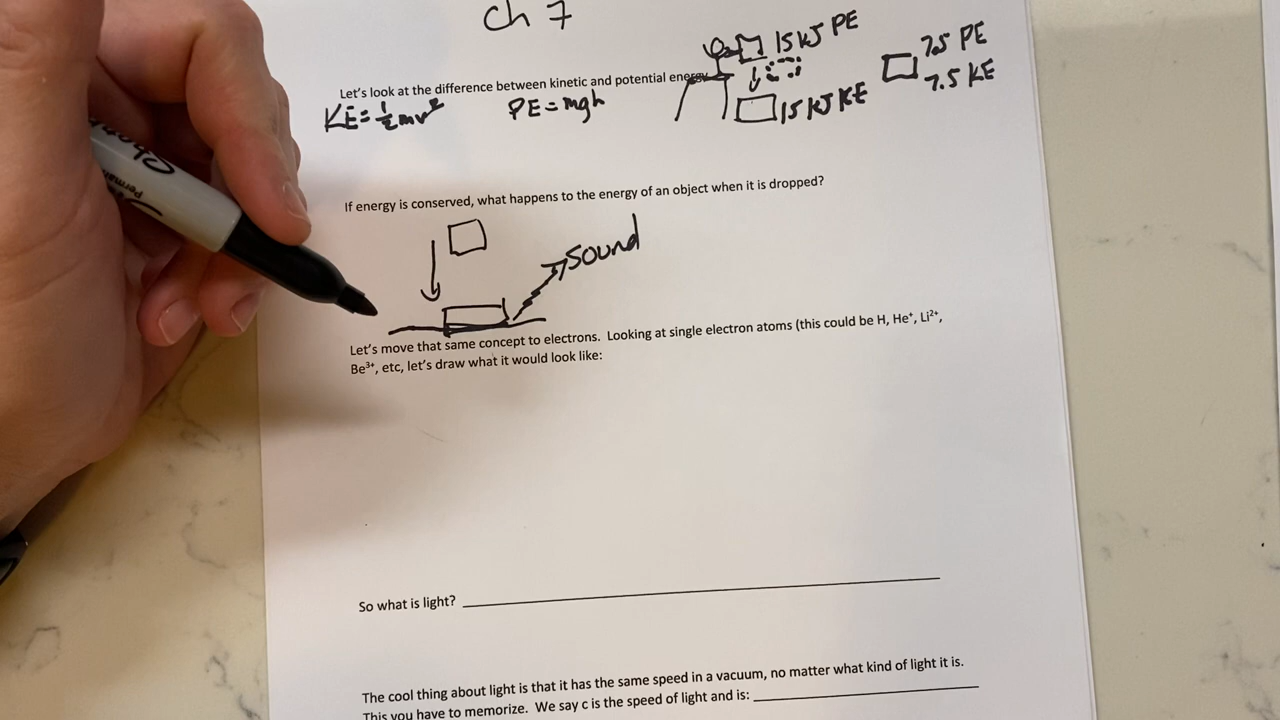 Ch 7
15 kJ PE
7.5 PE
Let's look at the difference between kinetic and potential energy
7.5 KE
KE = ½mv²
PE = mgh
15 kJ KE
If energy is conserved, what happens to the energy of an object when it is dropped?
Sound
Let's move that same concept to electrons. Looking at single electron atoms (this could be H, He⁺, Li²⁺,
Be³⁺, etc, let's draw what it would look like:
So what is light?
The cool thing about light is that it has the same speed in a vacuum, no matter what kind of light it is.
This you have to memorize. We say c is the speed of light and is: